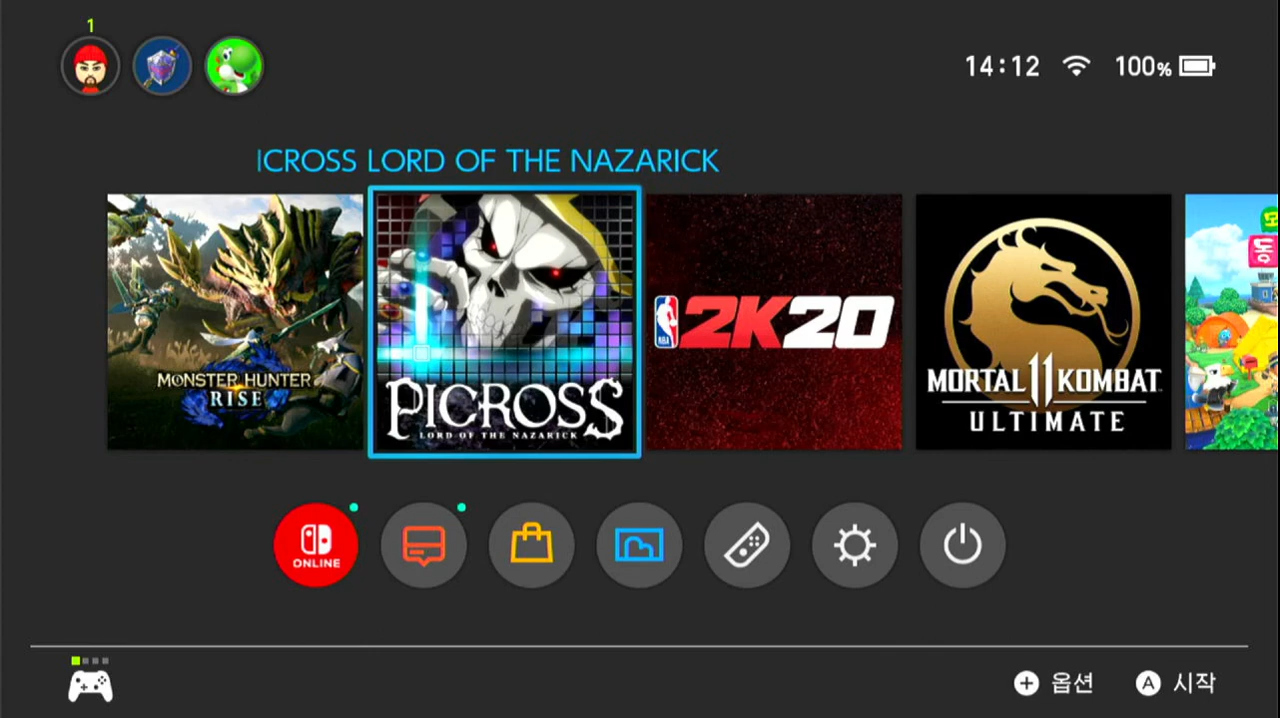 1
14:12
100%
ICROSS LORD OF THE NAZARICK
MONSTER HUNTER
RISE
PICROSS
LORD OF THE NAZARICK
NBA
2K20
MORTAL 11 KOMBAT
ULTIMATE
ONLINE
+ 옵션
A 시작